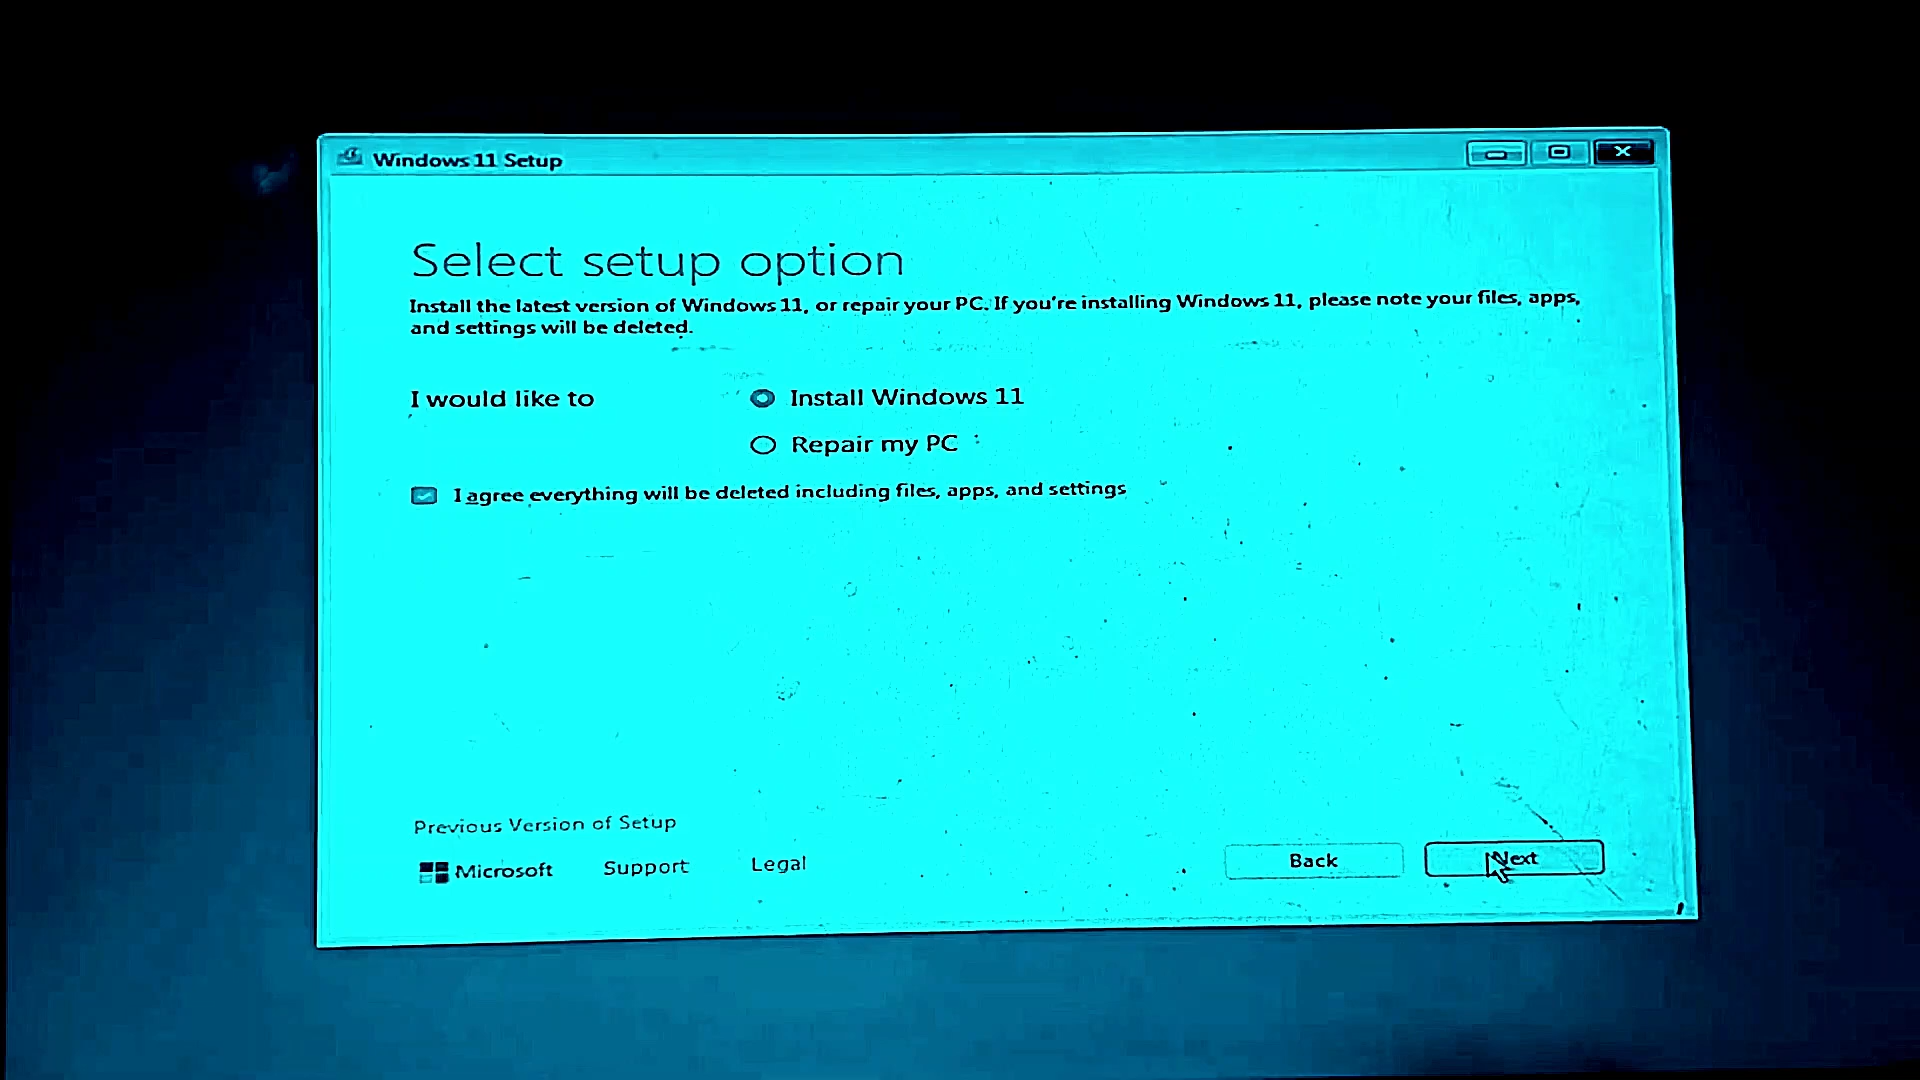 Windows 11 Setup
Select setup option
Install the latest version of Windows 11, or repair your PC. If you're installing Windows 11, please note your files, apps,
and settings will be deleted.
I would like to
Install Windows 11
Repair my PC
I agree everything will be deleted including files, apps, and settings
Previous Version of Setup
Microsoft Support Legal
Back Next